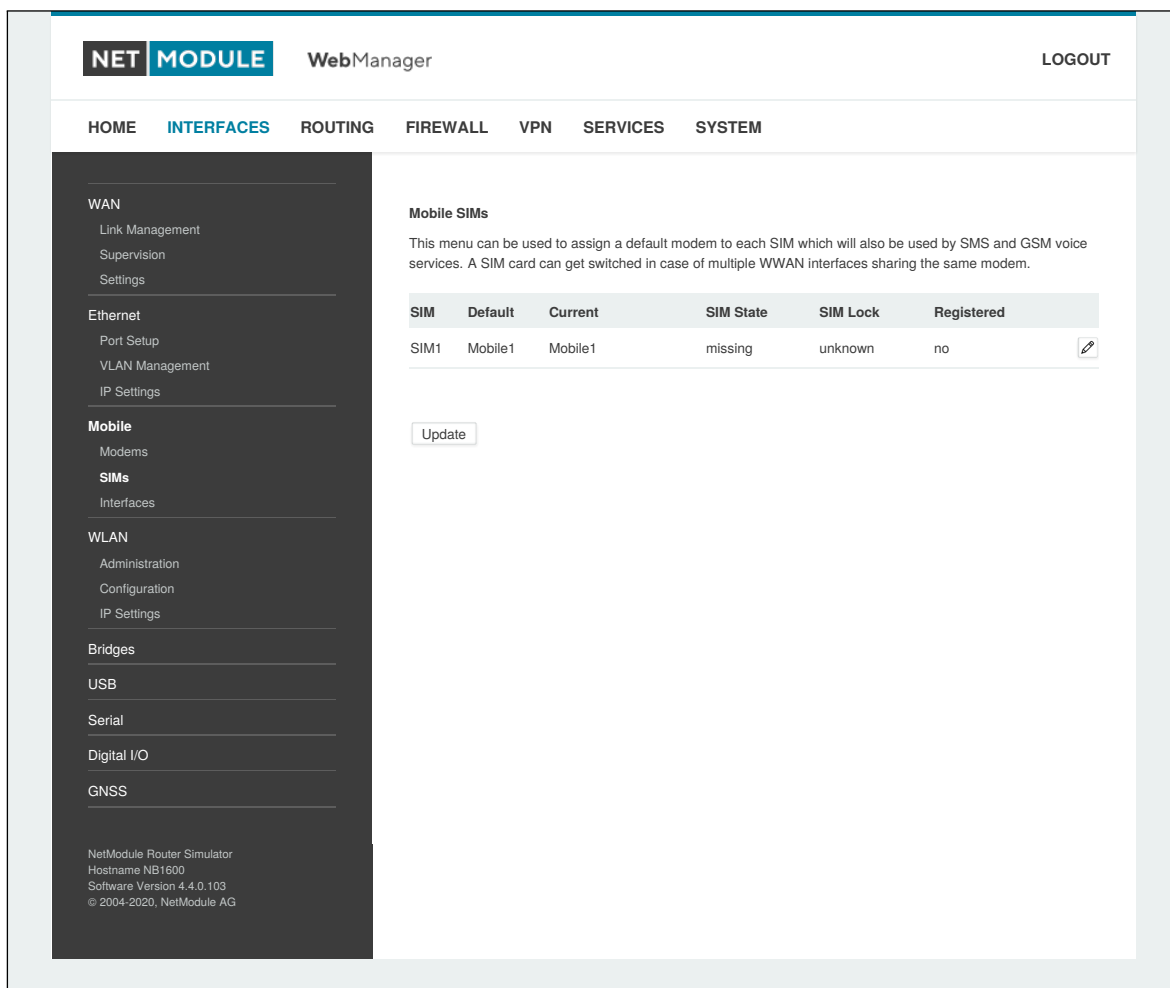 NET MODULE WebManager LOGOUT
HOME INTERFACES ROUTING FIREWALL VPN SERVICES SYSTEM
WAN
Link Management
Supervision
Settings
Ethernet
Port Setup
VLAN Management
IP Settings
Mobile
Modems
SIMs
Interfaces
WLAN
Administration
Configuration
IP Settings
Bridges
USB
Serial
Digital I/O
GNSS
NetModule Router Simulator
Hostname NB1600
Software Version 4.4.0.103
© 2004-2020, NetModule AG
Mobile SIMs
This menu can be used to assign a default modem to each SIM which will also be used by SMS and GSM voice
services. A SIM card can get switched in case of multiple WWAN interfaces sharing the same modem.
SIM Default Current SIM State SIM Lock Registered
SIM1 Mobile1 Mobile1 missing unknown no
Update